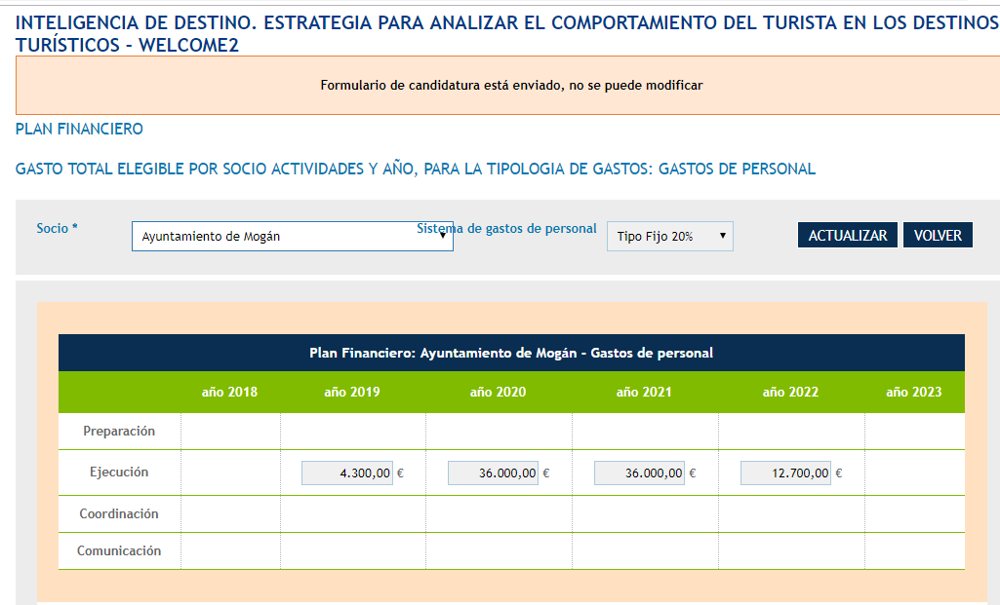 INTELIGENCIA DE DESTINO. ESTRATEGIA PARA ANALIZAR EL COMPORTAMIENTO DEL TURISTA EN LOS DESTINOS
TURÍSTICOS - WELCOME2
Formulario de candidatura está enviado, no se puede modificar
PLAN FINANCIERO
GASTO TOTAL ELEGIBLE POR SOCIO ACTIVIDADES Y AÑO, PARA LA TIPOLOGIA DE GASTOS: GASTOS DE PERSONAL
Socio * Ayuntamiento de Mogán Sistema de gastos de personal Tipo Fijo 20% ACTUALIZAR VOLVER
Plan Financiero: Ayuntamiento de Mogán - Gastos de personal
año 2018 año 2019 año 2020 año 2021 año 2022 año 2023
Preparación
Ejecución 4.300,00 € 36.000,00 € 36.000,00 € 12.700,00 €
Coordinación
Comunicación